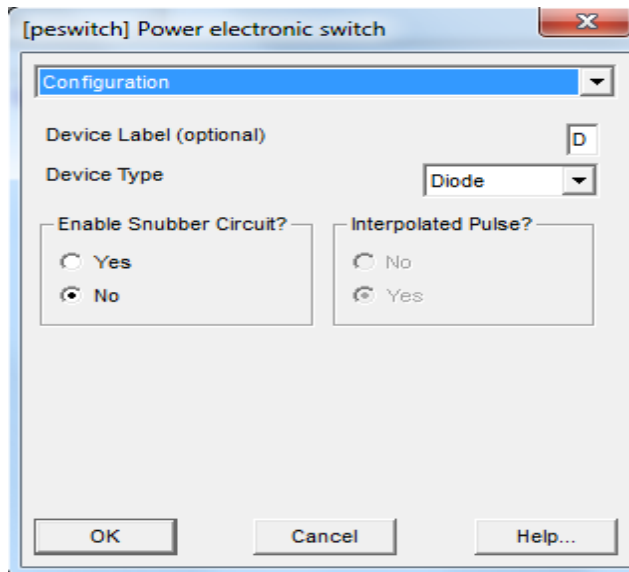 [peswitch] Power electronic switch
Configuration
Device Label (optional) D
Device Type Diode
Enable Snubber Circuit? Interpolated Pulse?
Yes No
No Yes
OK Cancel Help...